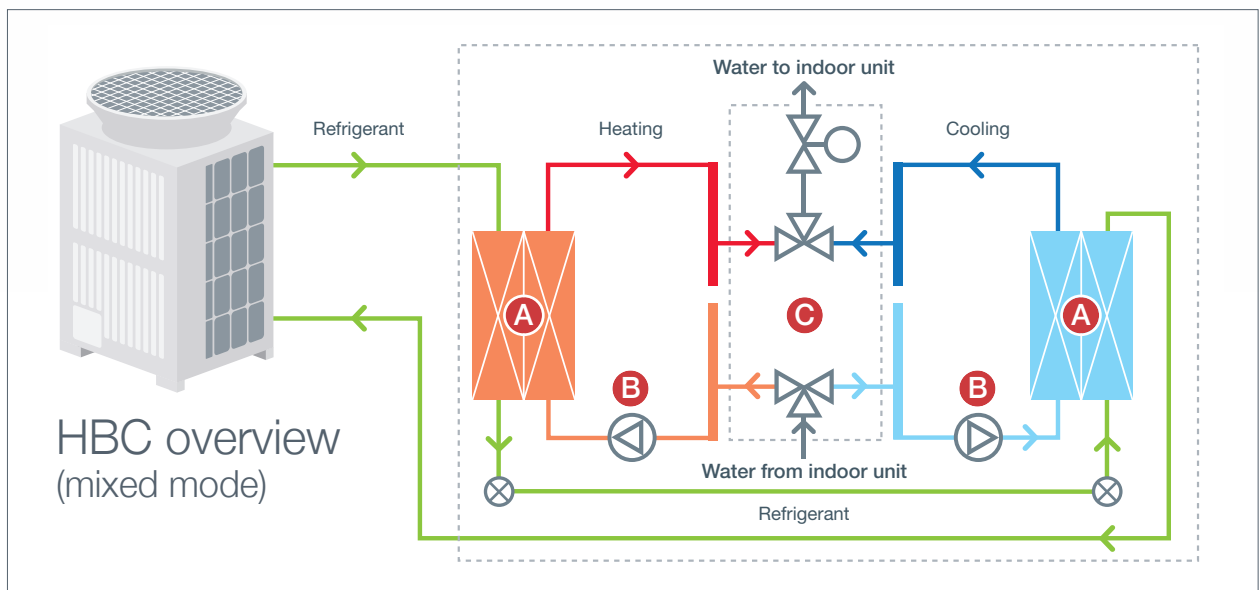 Water to indoor unit
Refrigerant
Heating
Cooling
A
C
A
B
B
HBC overview
(mixed mode)
Water from indoor unit
Refrigerant